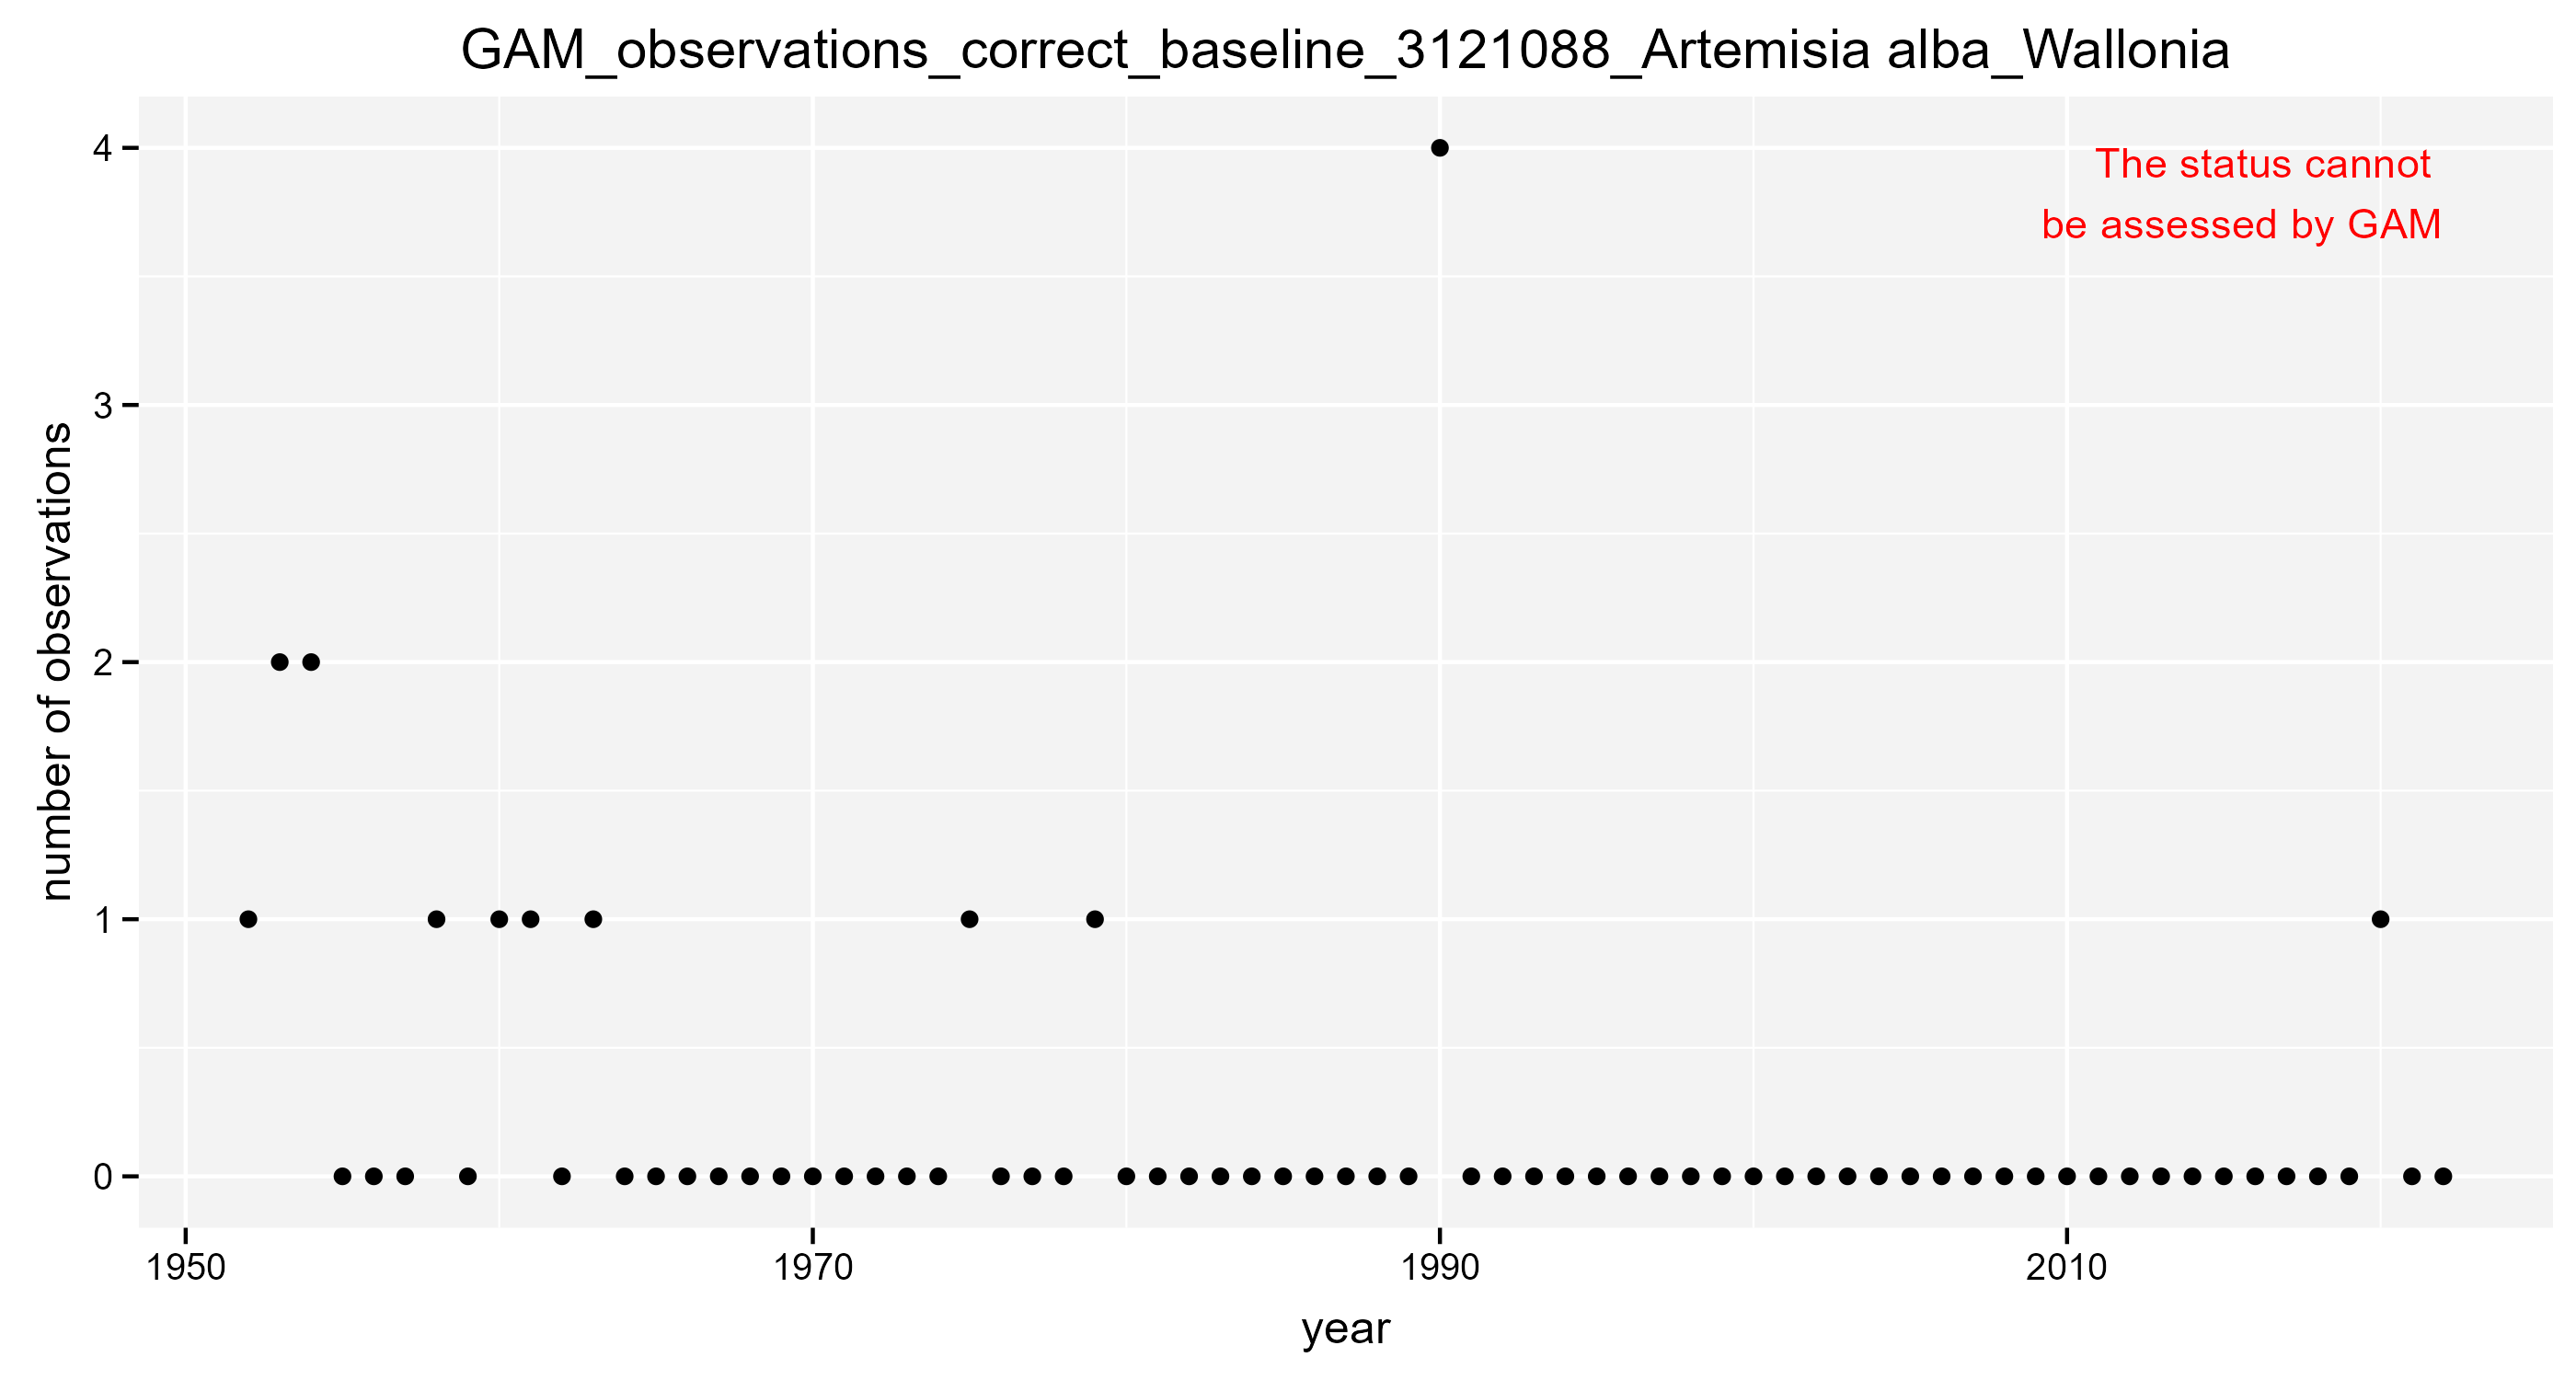 GAM_observations_correct_baseline_3121088_Artemisia alba_Wallonia
The status cannot
be assessed by GAM
number of observations
4
3
2
1
0
1950
1970
1990
2010
year